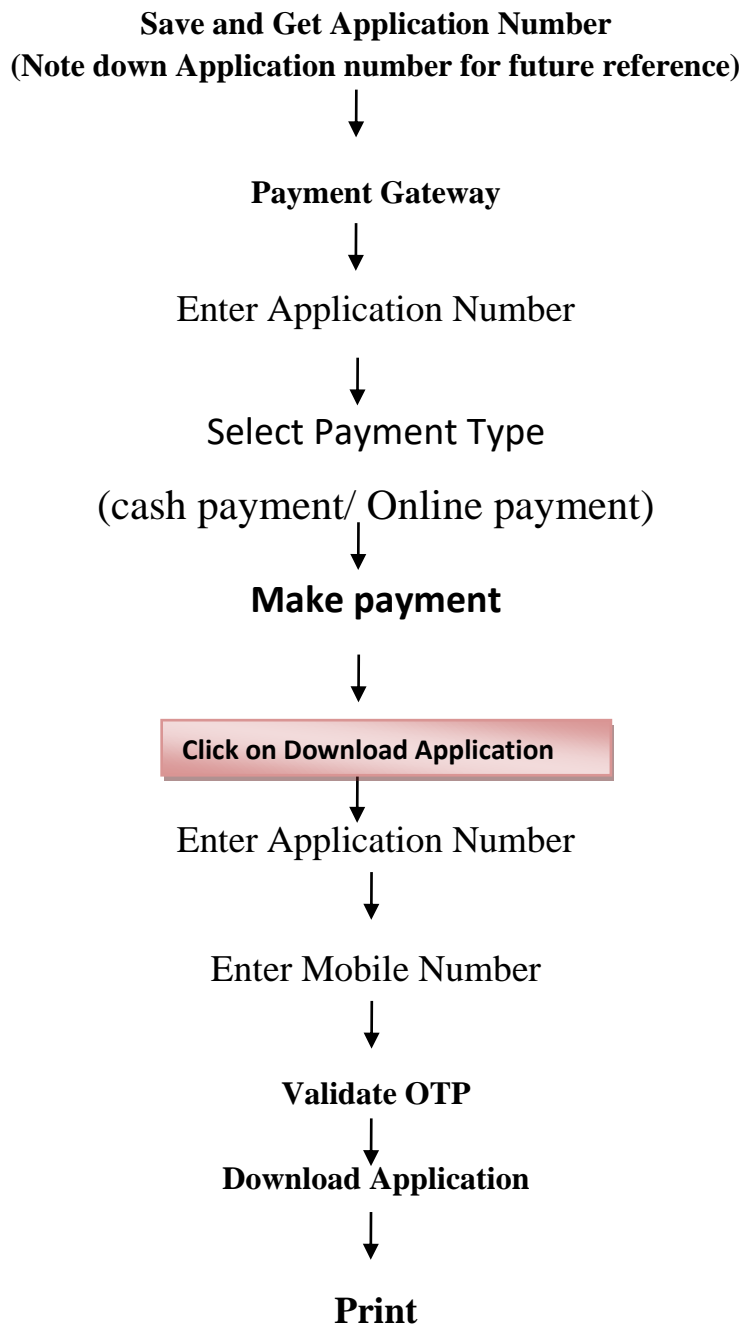 Save and Get Application Number
(Note down Application number for future reference)
Payment Gateway
Enter Application Number
Select Payment Type
(cash payment/ Online payment)
Make payment
Click on Download Application
Enter Application Number
Enter Mobile Number
Validate OTP
Download Application
Print